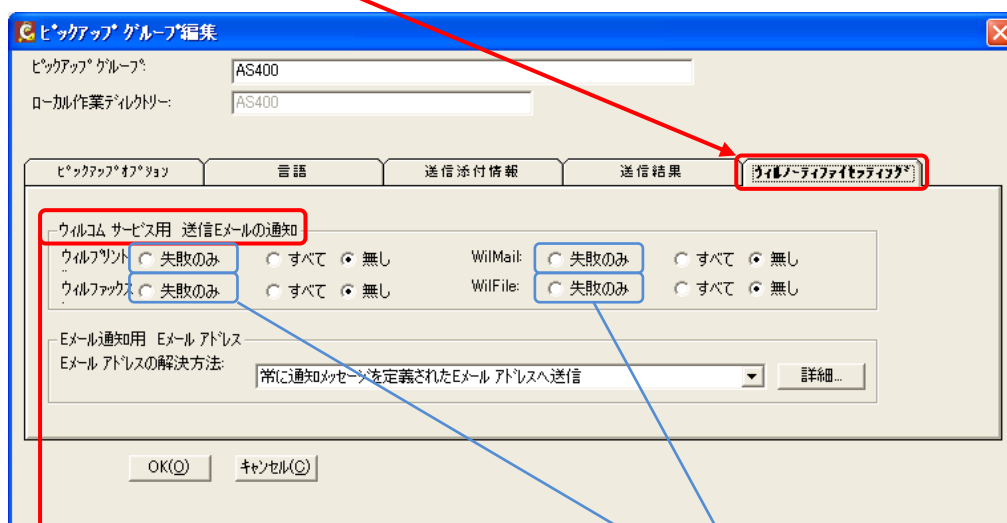 ピックアップ グループ編集
ピックアップ グループ:
AS400
ローカル作業ディレクトリー:
AS400
ピックアップオプション 言語 送信添付情報 送信結果 ウィルノーティファイセッティング
ウィルコム サービス用 送信Eメールの通知
ウィルプリント 失敗のみ すべて 無し WilMail: 失敗のみ すべて 無し
ウィルファックス 失敗のみ すべて 無し WilFile: 失敗のみ すべて 無し
Eメール通知用 Eメール アドレス
Eメール アドレスの解決方法:
常に通知メッセージを定義されたEメール アドレスへ送信 詳細...
OK(O) キャンセル(C)